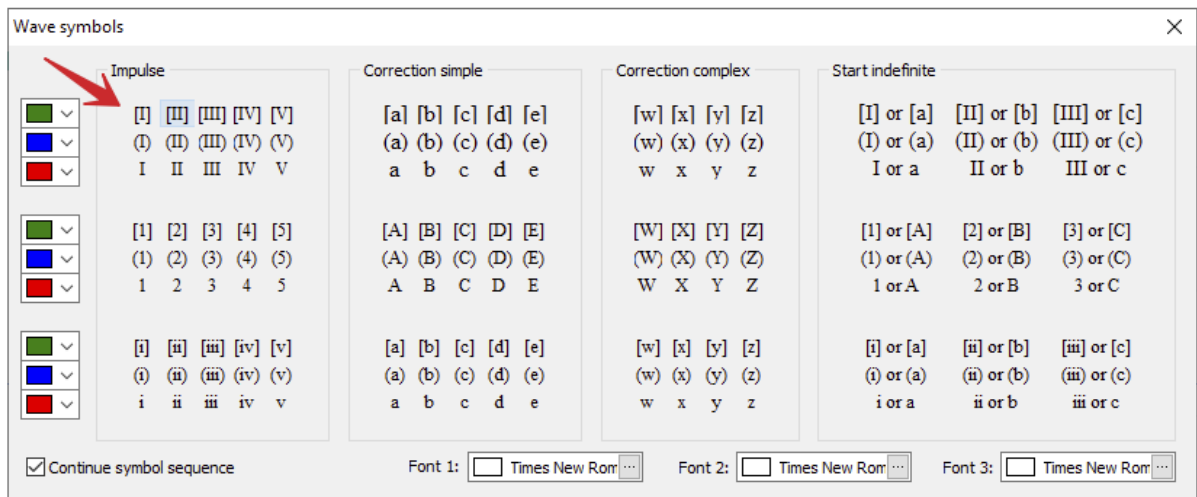 Wave symbols
Impulse Correction simple Correction complex Start indefinite
[I] [II] [III] [IV] [V] [a] [b] [c] [d] [e] [w] [x] [y] [z] [I] or [a] [II] or [b] [III] or [c]
(I) (II) (III) (IV) (V) (a) (b) (c) (d) (e) (w) (x) (y) (z) (I) or (a) (II) or (b) (III) or (c)
I II III IV V a b c d e w x y z I or a II or b III or c
[1] [2] [3] [4] [5] [A] [B] [C] [D] [E] [W] [X] [Y] [Z] [1] or [A] [2] or [B] [3] or [C]
(1) (2) (3) (4) (5) (A) (B) (C) (D) (E) (W) (X) (Y) (Z) (1) or (A) (2) or (B) (3) or (C)
1 2 3 4 5 A B C D E W X Y Z 1 or A 2 or B 3 or C
[i] [ii] [iii] [iv] [v] [a] [b] [c] [d] [e] [w] [x] [y] [z] [i] or [a] [ii] or [b] [iii] or [c]
(i) (ii) (iii) (iv) (v) (a) (b) (c) (d) (e) (w) (x) (y) (z) (i) or (a) (ii) or (b) (iii) or (c)
i ii iii iv v a b c d e w x y z i or a ii or b iii or c
Continue symbol sequence Font 1: Times New Rom ... Font 2: Times New Rom ... Font 3: Times New Rom ...